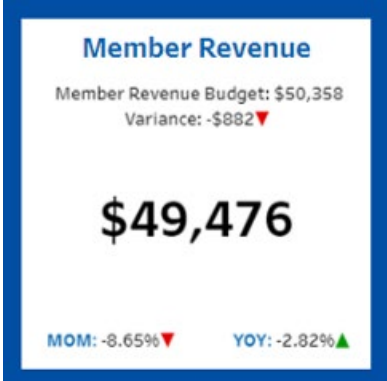 Member Revenue
Member Revenue Budget: $50,358
Variance: -$882▼
$49,476
MOM: -8.65%▼ YOY: -2.82%▲